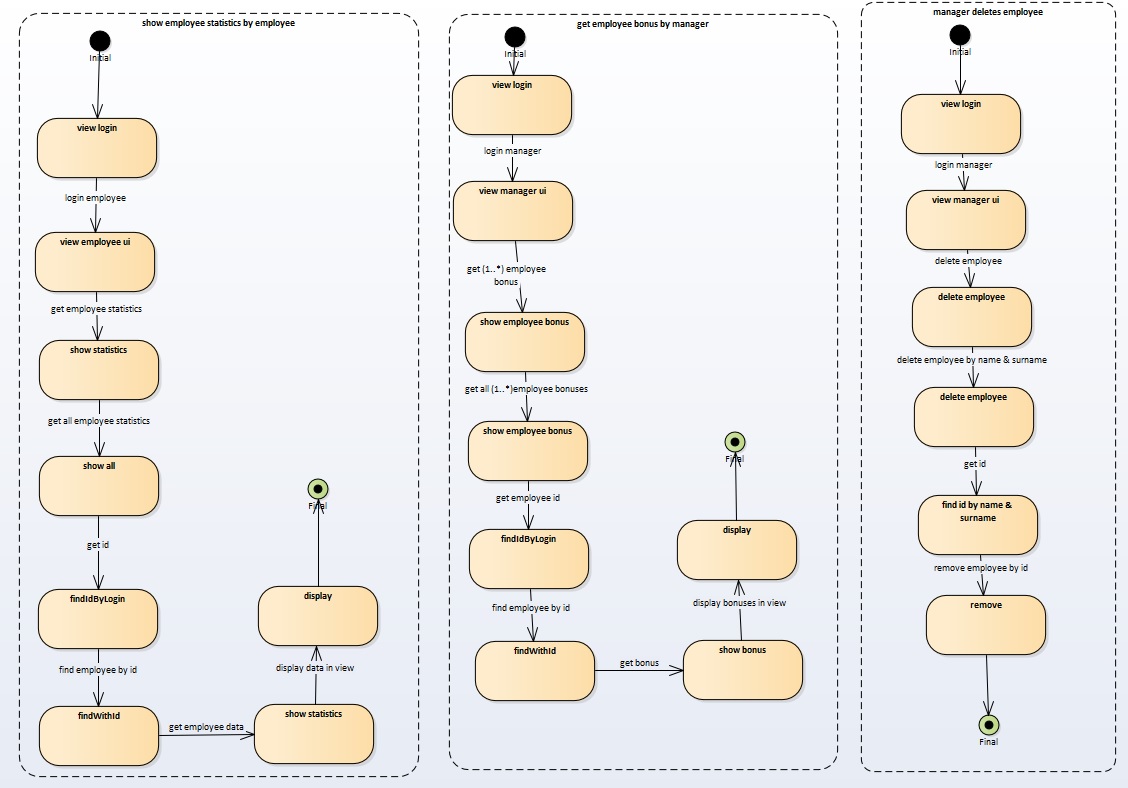 show employee statistics by employee
Initial
view login
login employee
view employee ui
get employee statistics
show statistics
get all employee statistics
show all
get id
findIdByLogin
find employee by id
findWithId
get employee data
show statistics
display data in view
display
Final
get employee bonus by manager
Initial
view login
login manager
view manager ui
get (1..*) employee
bonus
show employee bonus
get all (1..*)employee bonuses
show employee bonus
get employee id
findIdByLogin
find employee by id
findWithId
get bonus
show bonus
display bonuses in view
display
Final
manager deletes employee
Initial
view login
login manager
view manager ui
delete employee
delete employee
delete employee by name & surname
delete employee
get id
find id by name &
surname
remove employee by id
remove
Final